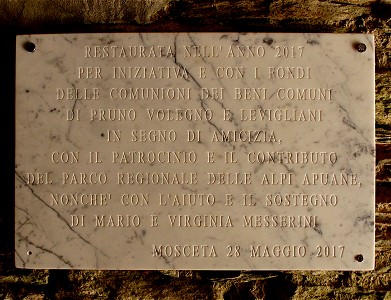 RESTAURATA NELL'ANNO 2017
PER INIZIATIVA E CON I FONDI
DELLE COMUNIONI DEI BENI COMUNI
DI PRUNO VOLEGNO E LEVIGLIANI
IN SEGNO DI AMICIZIA,
CON IL PATROCINIO E IL CONTRIBUTO
DEL PARCO REGIONALE DELLE ALPI APUANE,
NONCHE' CON L'AIUTO E IL SOSTEGNO
DI MARIO E VIRGINIA MESSERINI
MOSCETA 28 MAGGIO 2017